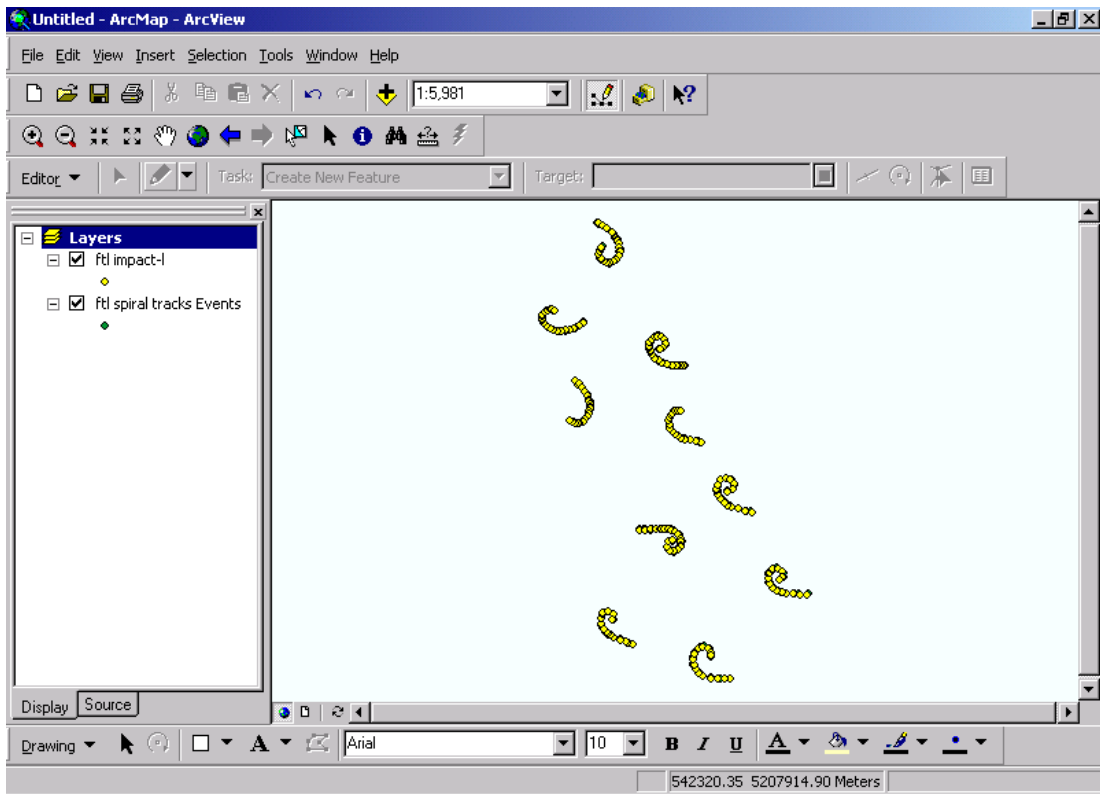 Untitled - ArcMap - ArcView
File Edit View Insert Selection Tools Window Help
1:5,981
Editor Task: Create New Feature Target:
Layers
ftl impact-l
ftl spiral tracks Events
Display Source
Drawing A Arial 10 B I U A
542320.35 5207914.90 Meters